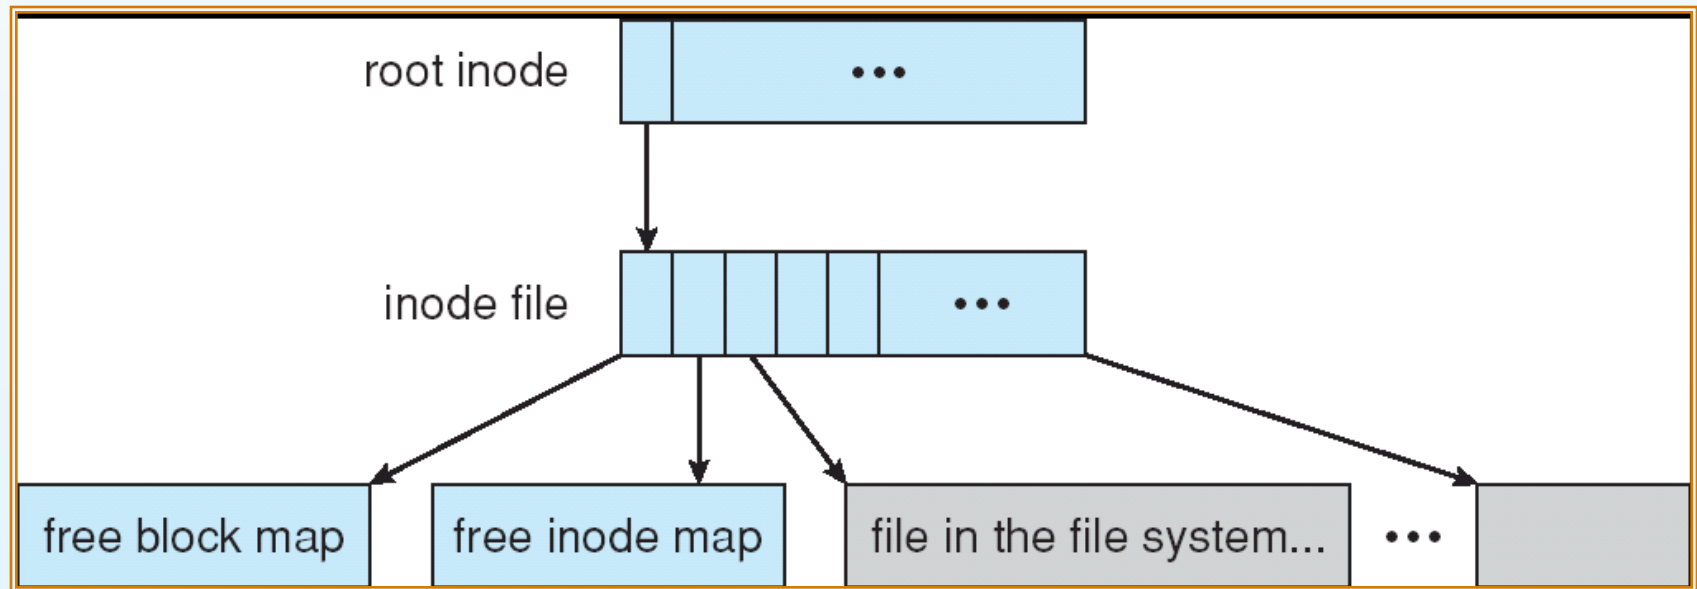 root inode
...
inode file
...
free block map
free inode map
file in the file system...
...